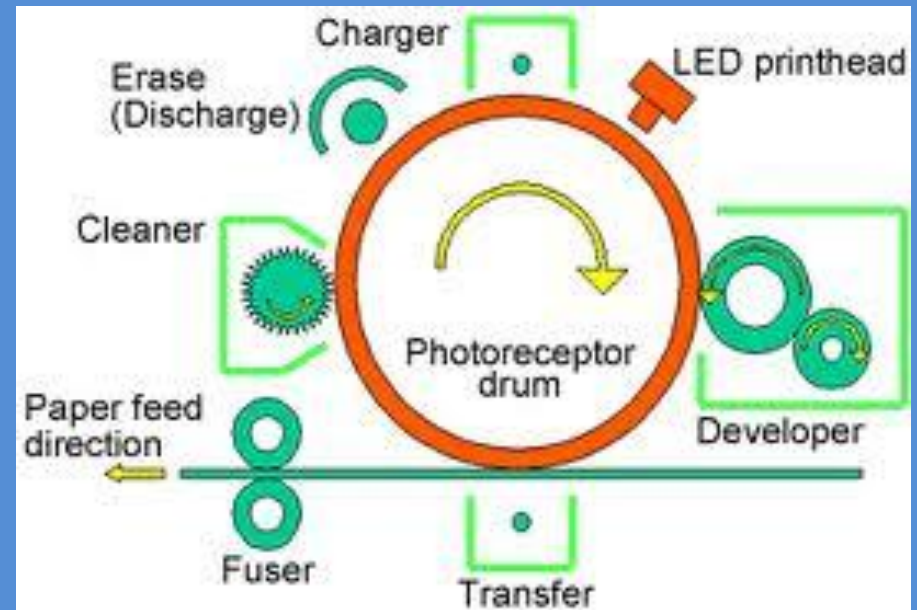 Charger
LED printhead
Erase
(Discharge)
Cleaner
Photoreceptor
drum
Paper feed
direction
Developer
Fuser
Transfer